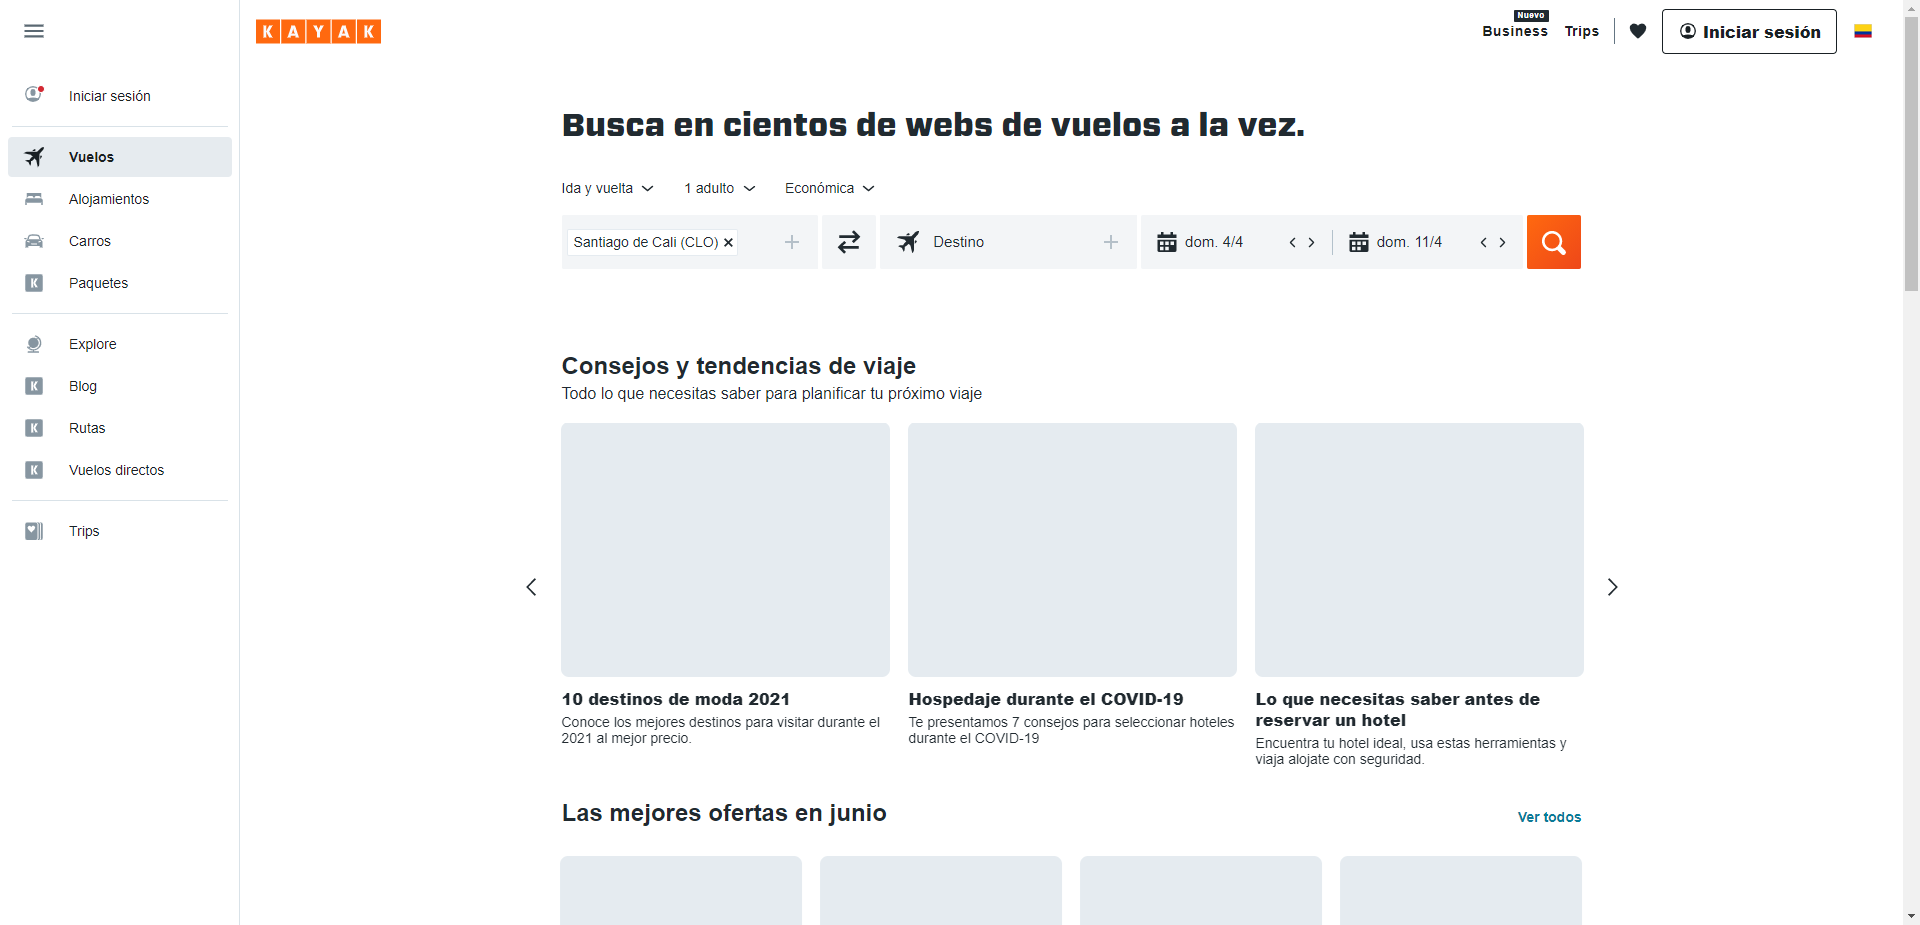 KAYAK
Nuevo
Business
Trips
Iniciar sesión
Iniciar sesión
Vuelos
Alojamientos
Carros
K
Paquetes
Explore
K
Blog
K
Rutas
K
Vuelos directos
Trips
Busca en cientos de webs de vuelos a la vez.
Ida y vuelta
1 adulto
Económica
Santiago de Cali (CLO)
Destino
dom. 4/4
dom. 11/4
Consejos y tendencias de viaje
Todo lo que necesitas saber para planificar tu próximo viaje
10 destinos de moda 2021
Conoce los mejores destinos para visitar durante el
2021 al mejor precio.
Hospedaje durante el COVID-19
Te presentamos 7 consejos para seleccionar hoteles
durante el COVID-19
Lo que necesitas saber antes de
reservar un hotel
Encuentra tu hotel ideal, usa estas herramientas y
viaja alojate con seguridad.
Las mejores ofertas en junio
Ver todos